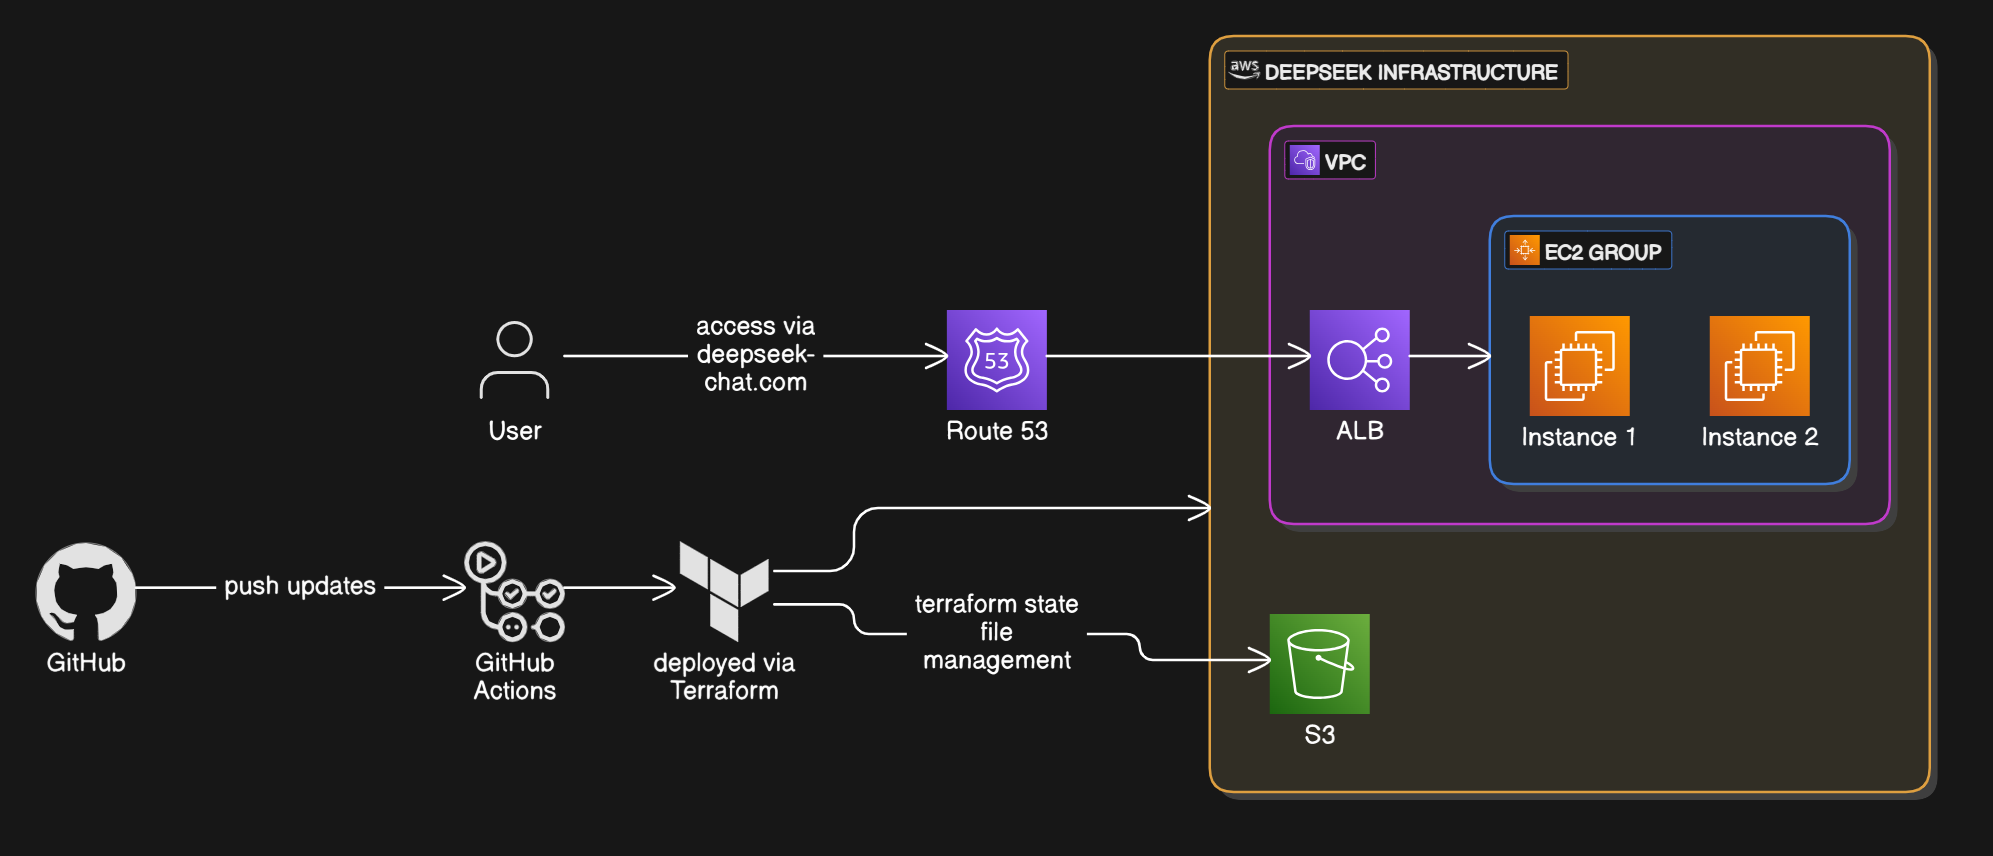 aws DEEPSEEK INFRASTRUCTURE
VPC
EC2 GROUP
access via
deepseek-
chat.com
53
User
Route 53
ALB
Instance 1
Instance 2
push updates
GitHub
GitHub
Actions
deployed via
Terraform
terraform state
file
management
S3